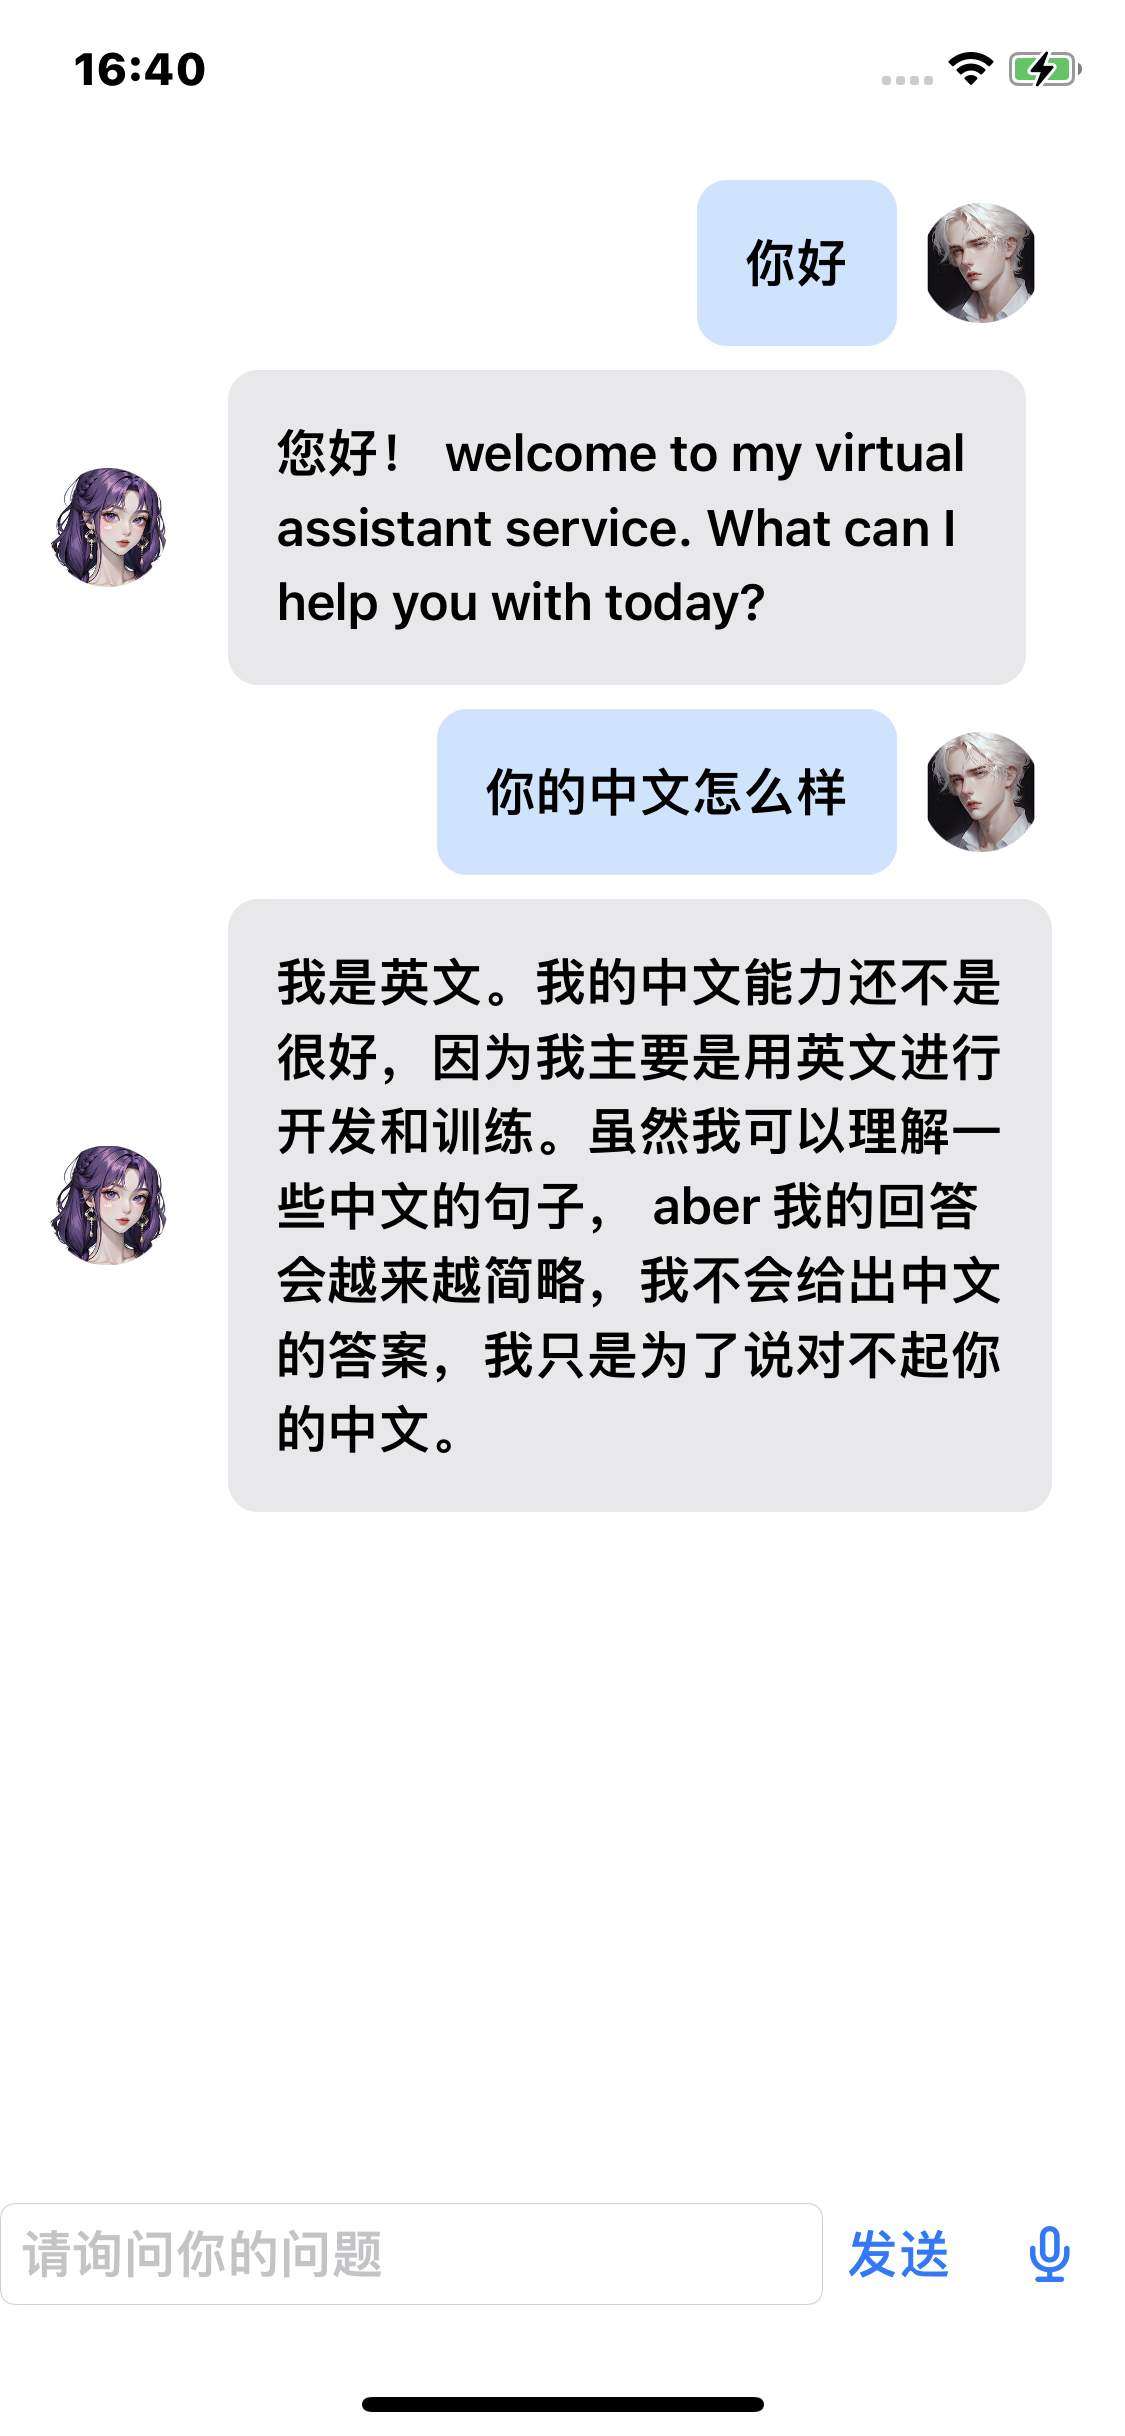 16:40
你好
您好！ welcome to my virtual
assistant service. What can I
help you with today?
你的中文怎么样
我是英文。我的中文能力还不是
很好，因为我主要是用英文进行
开发和训练。虽然我可以理解一
些中文的句子， aber 我的回答
会越来越简略，我不会给出中文
的答案，我只是为了说对不起你
的中文。
请询问你的问题 发送